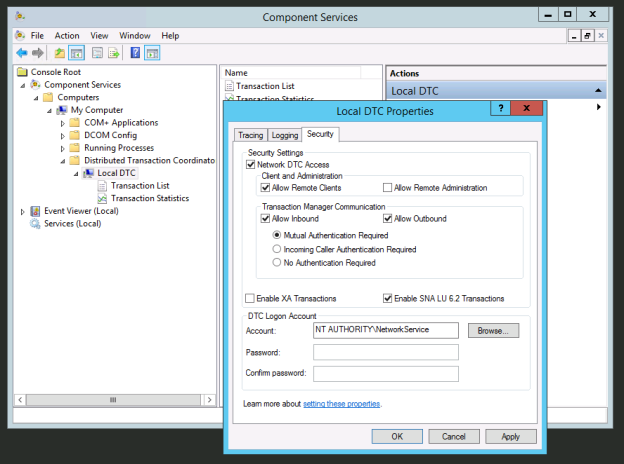 Component Services
File Action View Window Help
Console Root
Component Services
Computers
My Computer
COM+ Applications
DCOM Config
Running Processes
Distributed Transaction Coordinato
Local DTC
Transaction List
Transaction Statistics
Event Viewer (Local)
Services (Local)
Name
Transaction List
Transaction Statistics
Actions
Local DTC
Local DTC Properties
? X
Tracing Logging Security
Security Settings
Network DTC Access
Client and Administration
Allow Remote Clients Allow Remote Administration
Transaction Manager Communication
Allow Inbound Allow Outbound
Mutual Authentication Required
Incoming Caller Authentication Required
No Authentication Required
Enable XA Transactions Enable SNA LU 6.2 Transactions
DTC Logon Account
Account: NT AUTHORITY\NetworkService Browse...
Password:
Confirm password:
Learn more about setting these properties.
OK Cancel Apply